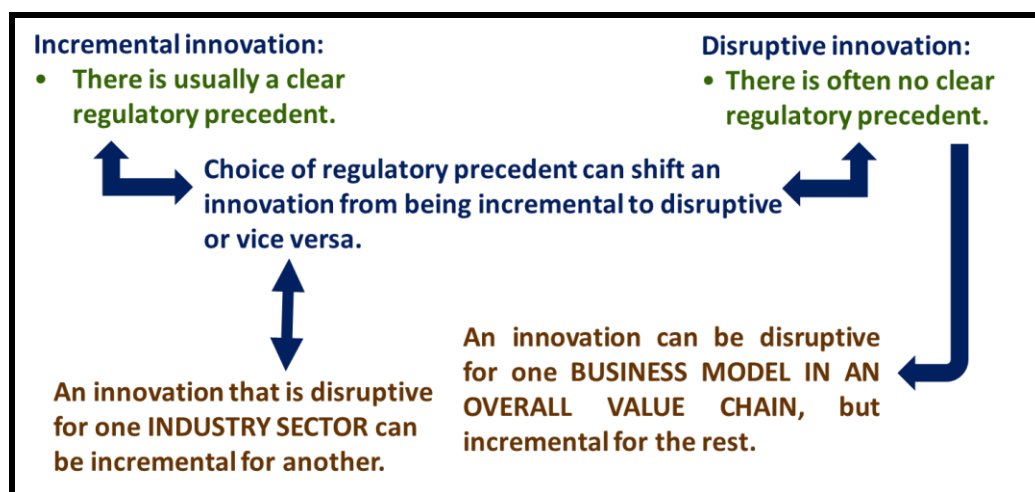 Incremental innovation:
• There is usually a clear
regulatory precedent.
Disruptive innovation:
• There is often no clear
regulatory precedent.
Choice of regulatory precedent can shift an
innovation from being incremental to disruptive
or vice versa.
An innovation that is disruptive
for one INDUSTRY SECTOR can
be incremental for another.
An innovation can be disruptive
for one BUSINESS MODEL IN AN
OVERALL VALUE CHAIN, but
incremental for the rest.